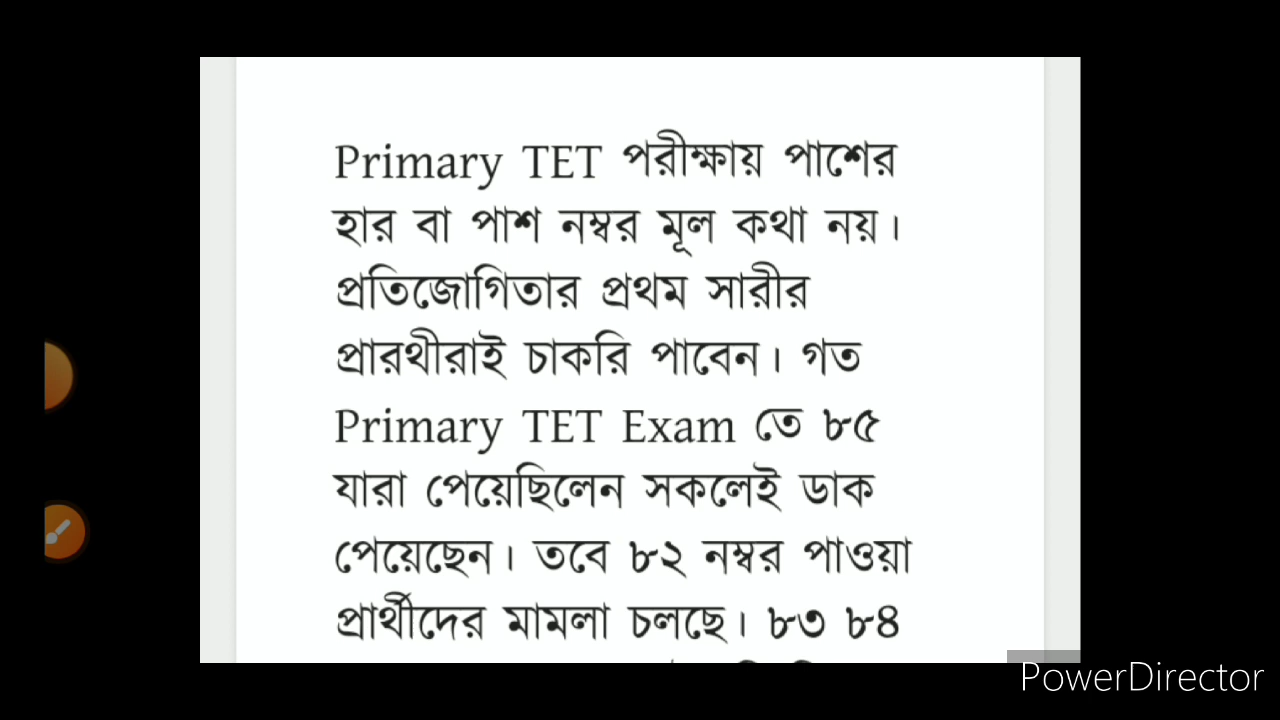 Primary TET পরীক্ষায় পাশের
হার বা পাশ নম্বর মূল কথা নয়।
প্রতিজোগিতার প্রথম সারীর
প্রারথীরাই চাকরি পাবেন। গত
Primary TET Exam তে ৮৫
যারা পেয়েছিলেন সকলেই ডাক
পেয়েছেন। তবে ৮২ নম্বর পাওয়া
প্রার্থীদের মামলা চলছে। ৮৩ ৮৪
PowerDirector